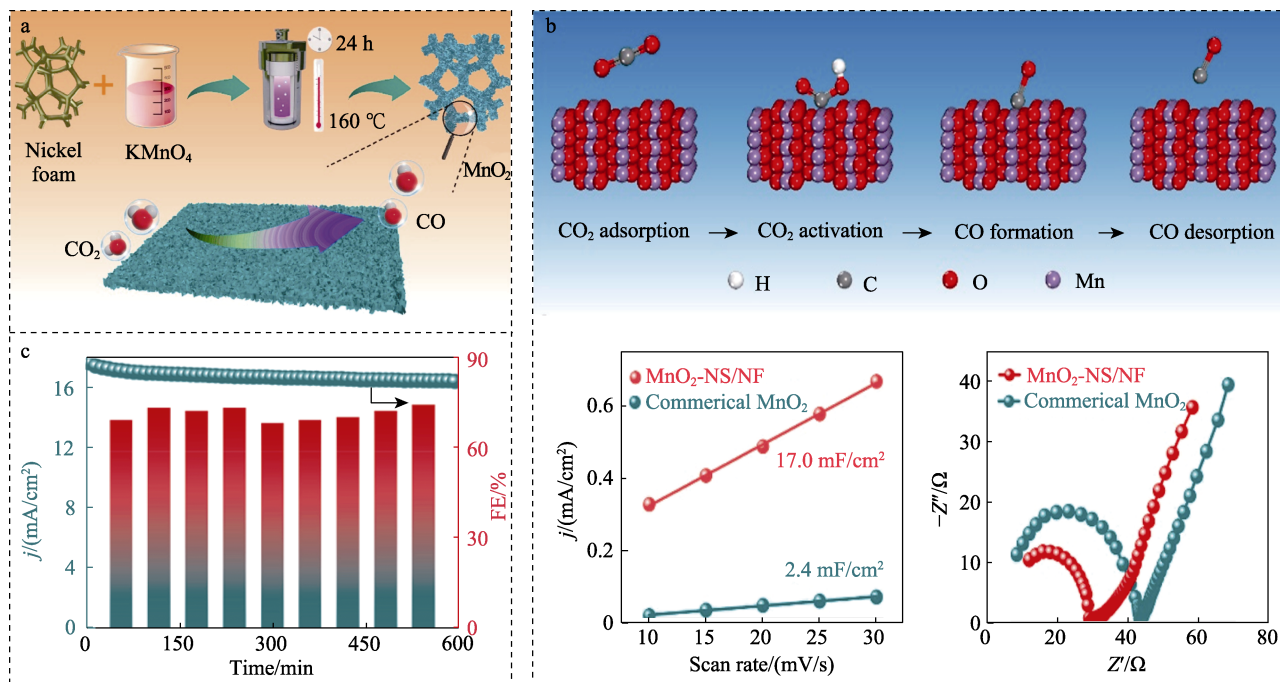 a
24 h
160 ℃
Nickel
foam
KMnO₄
MnO₂
CO₂
CO
b
CO₂ adsorption
CO₂ activation
CO formation
CO desorption
H
C
O
Mn
c
16
12
8
4
0
j/(mA/cm²)
90
60
30
0
FE/%
0
150
300
450
600
Time/min
MnO₂-NS/NF
Commerical MnO₂
17.0 mF/cm²
2.4 mF/cm²
0.6
0.4
0.2
0
j/(mA/cm²)
10
15
20
25
30
Scan rate/(mV/s)
MnO₂-NS/NF
Commerical MnO₂
−40
30
20
10
0
−Z″/Ω
0
20
40
60
80
Z′/Ω